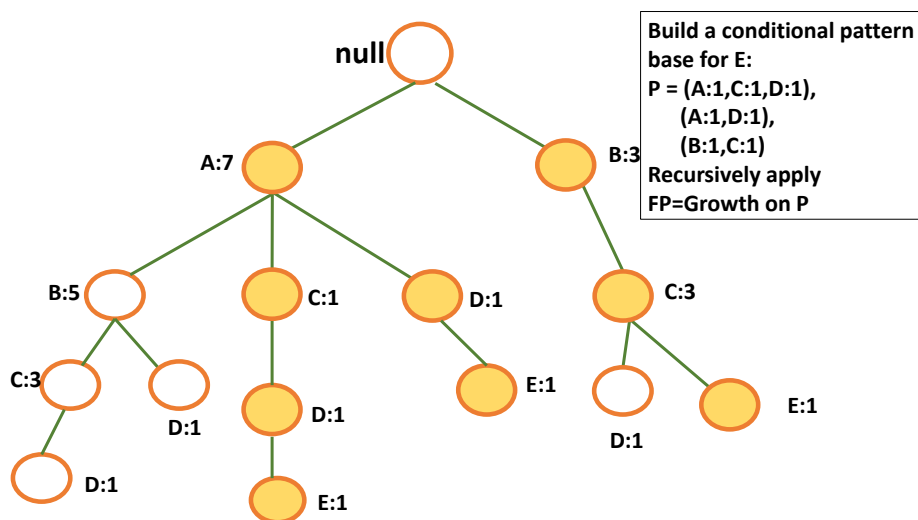 null
Build a conditional pattern
base for E:
P = (A:1,C:1,D:1),
(A:1,D:1),
(B:1,C:1)
Recursively apply
FP=Growth on P
A:7
B:3
B:5
C:1
D:1
C:3
C:3
D:1
D:1
E:1
D:1
E:1
D:1
E:1